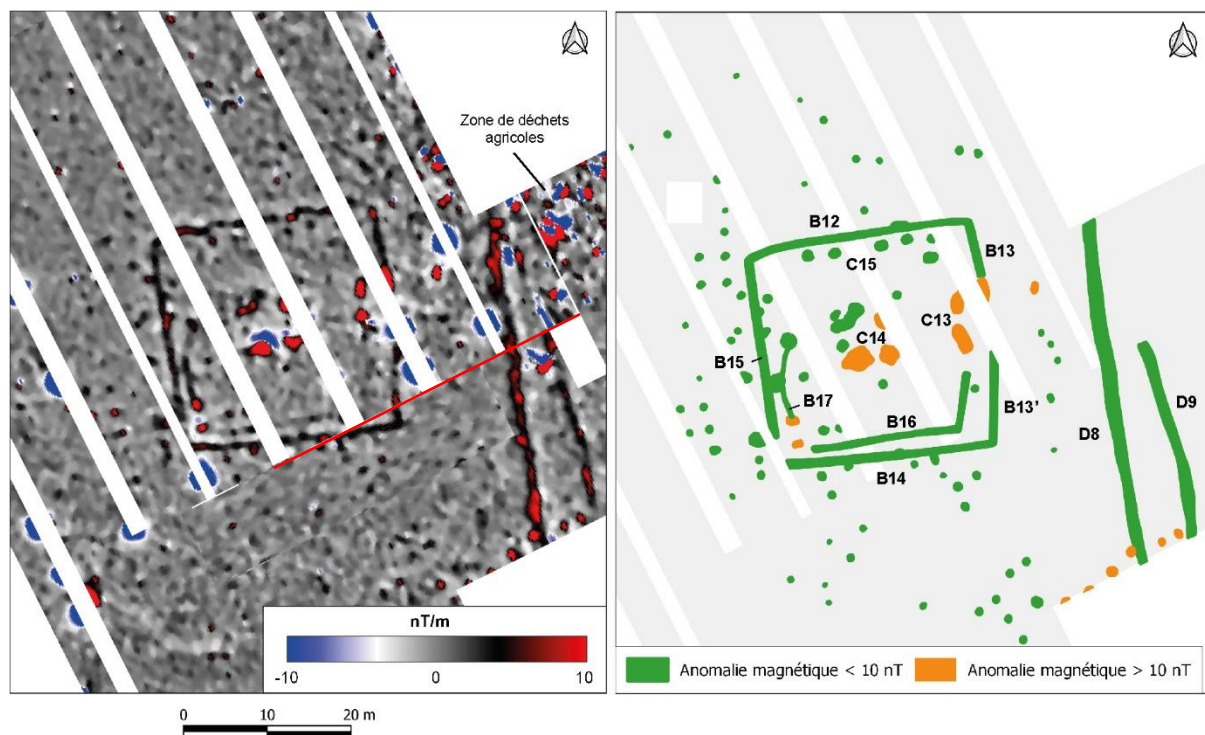 Zone de déchets
agricoles
nT/m
-10
0
10
0 10 20 m
B12
B13
C15
C13
C14
B15
B17
B16
B13'
B14
D8
D9
Anomalie magnétique < 10 nT
Anomalie magnétique > 10 nT